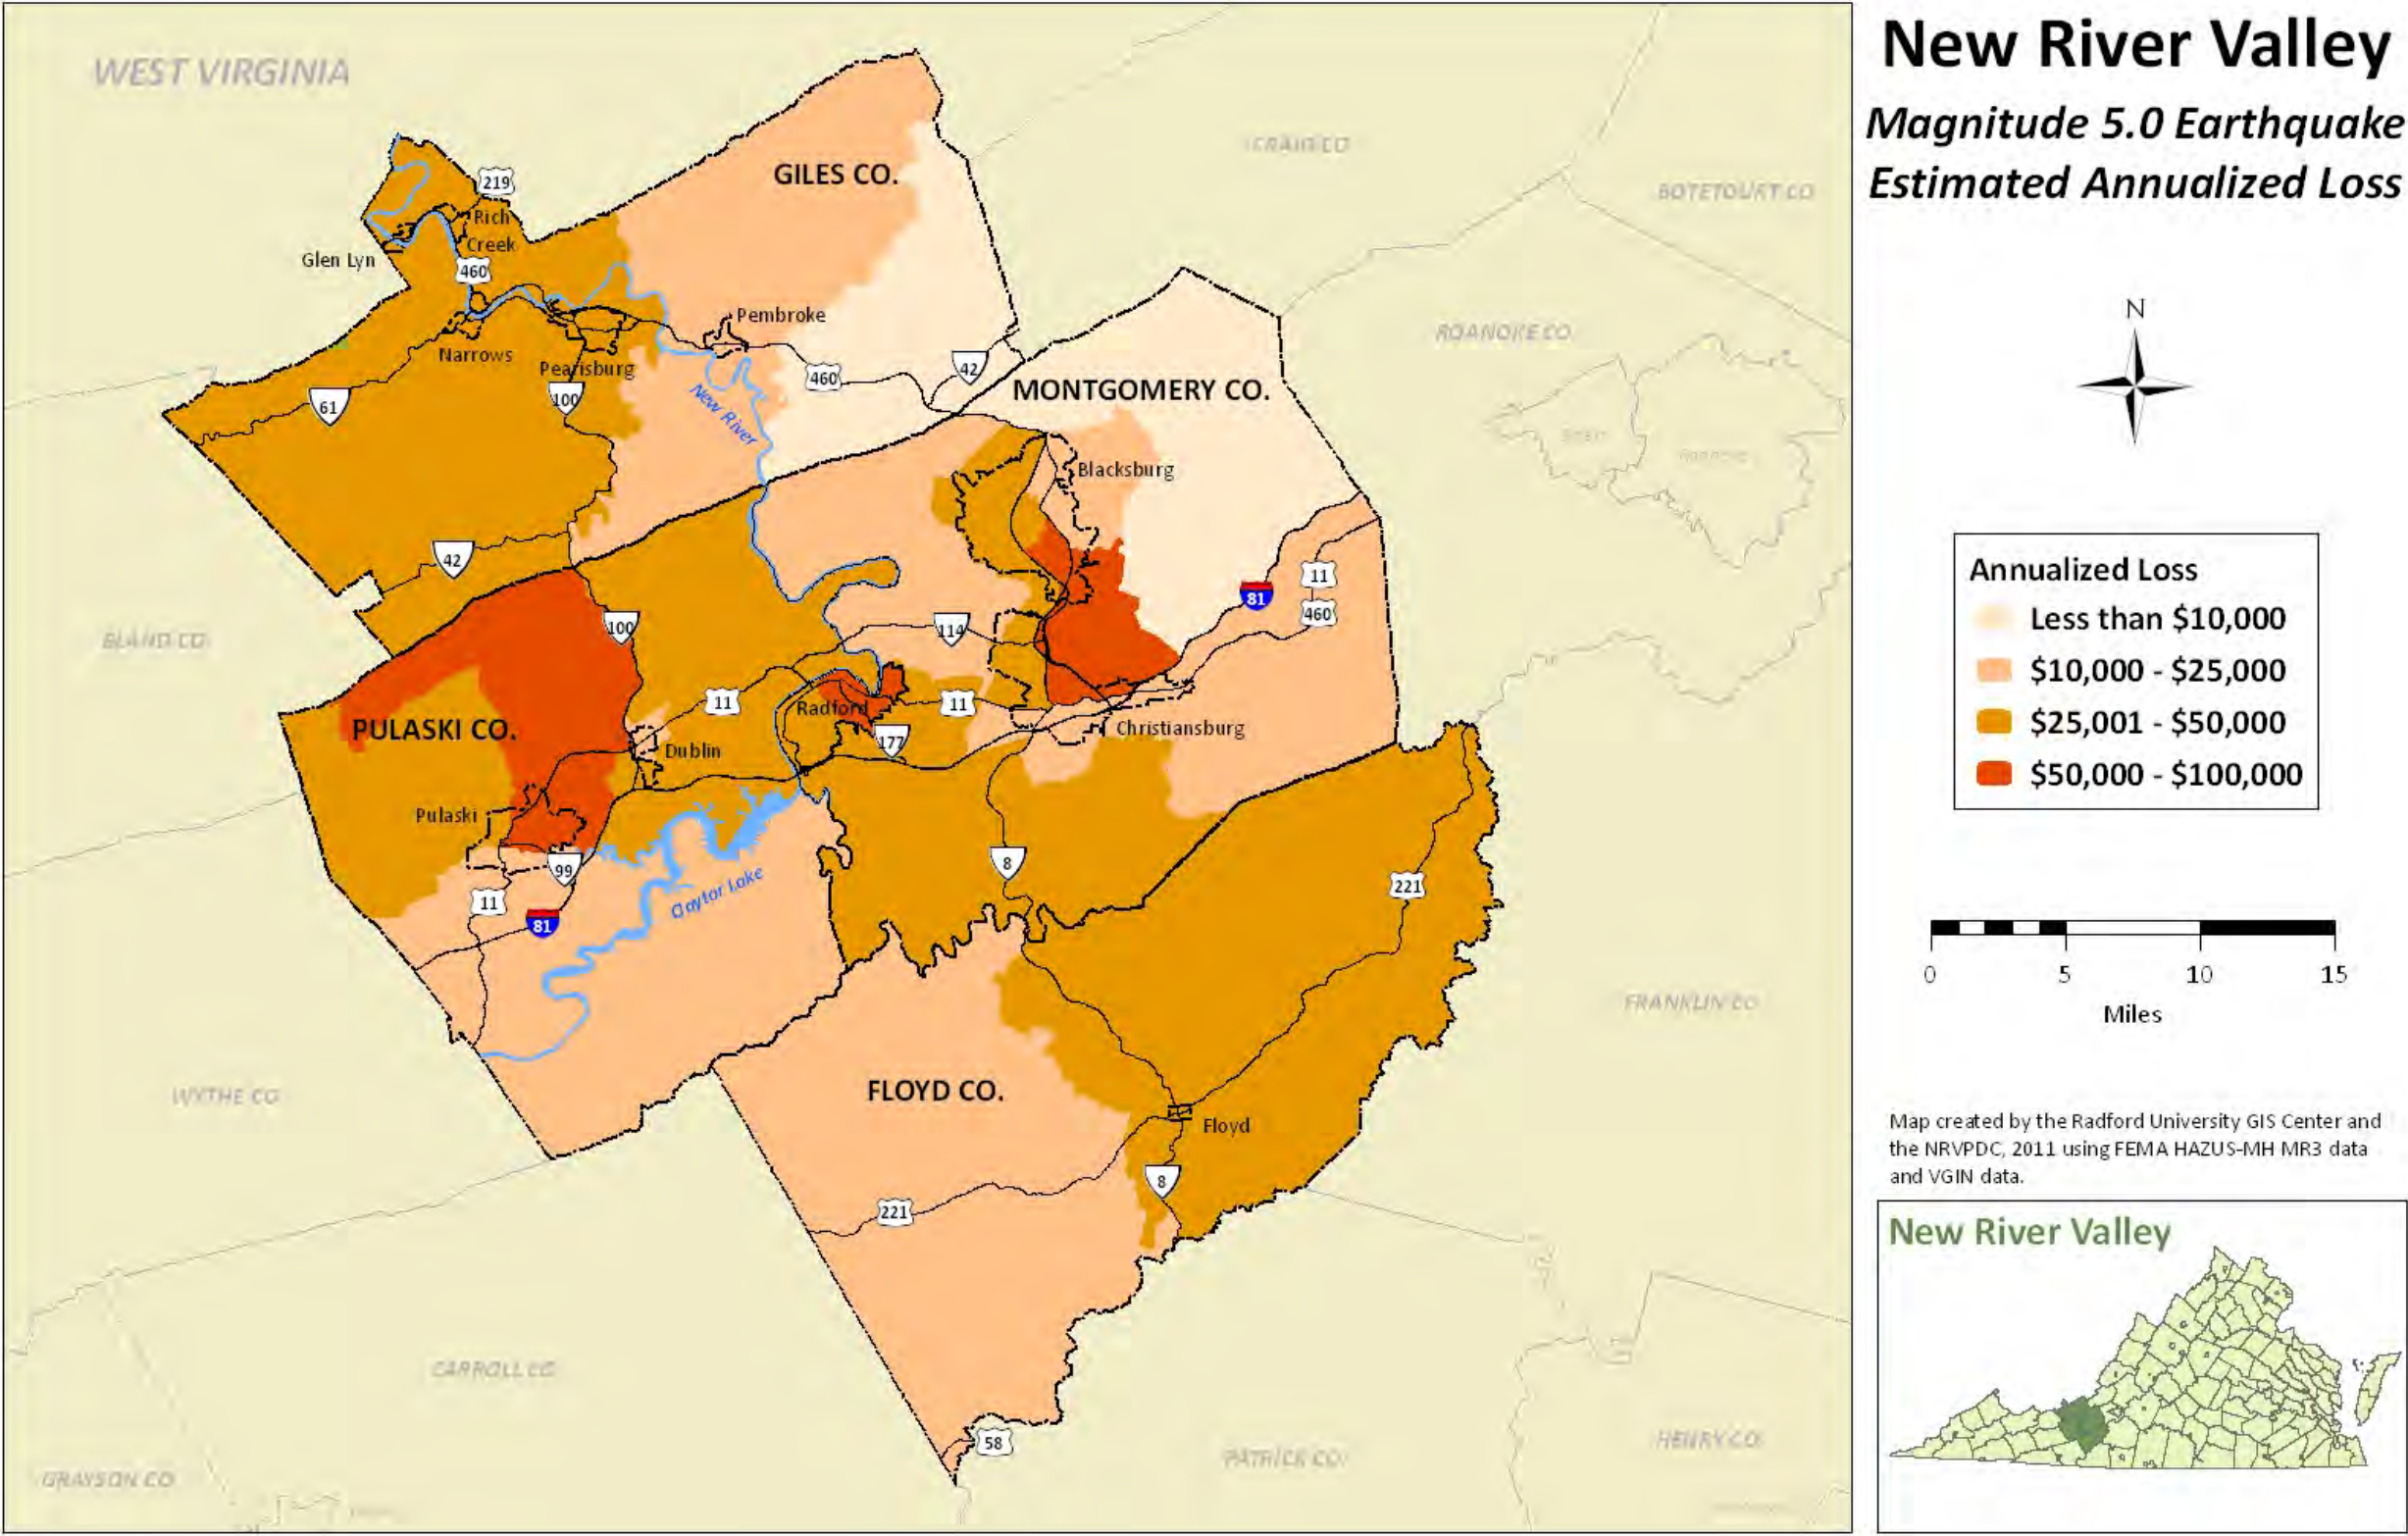 New River Valley
Magnitude 5.0 Earthquake
Estimated Annualized Loss
WEST VIRGINIA
CRAIG CO
BOTETOURT CO
GILES CO.
219
Rich
Creek
Glen Lyn
460
ROANOKE CO
Pembroke
Narrows
Pearisburg
460
42
MONTGOMERY CO.
61
100
New River
Blacksburg
42
BLAND CO.
100
114
81
11
460
PULASKI CO.
11
Radford
11
177
Christiansburg
Dublin
Pulaski
99
11
81
Claytor Lake
8
221
FRANKLIN CO
WYTHE CO
FLOYD CO.
Floyd
8
221
CARROLL CO
58
PATRICK CO.
HENRY CO.
GRAYSON CO
N
Annualized Loss
Less than $10,000
$10,000 - $25,000
$25,001 - $50,000
$50,000 - $100,000
0 5 10 15
Miles
Map created by the Radford University GIS Center and
the NRVPDC, 2011 using FEMA HAZUS-MH MR3 data
and VGIN data.
New River Valley